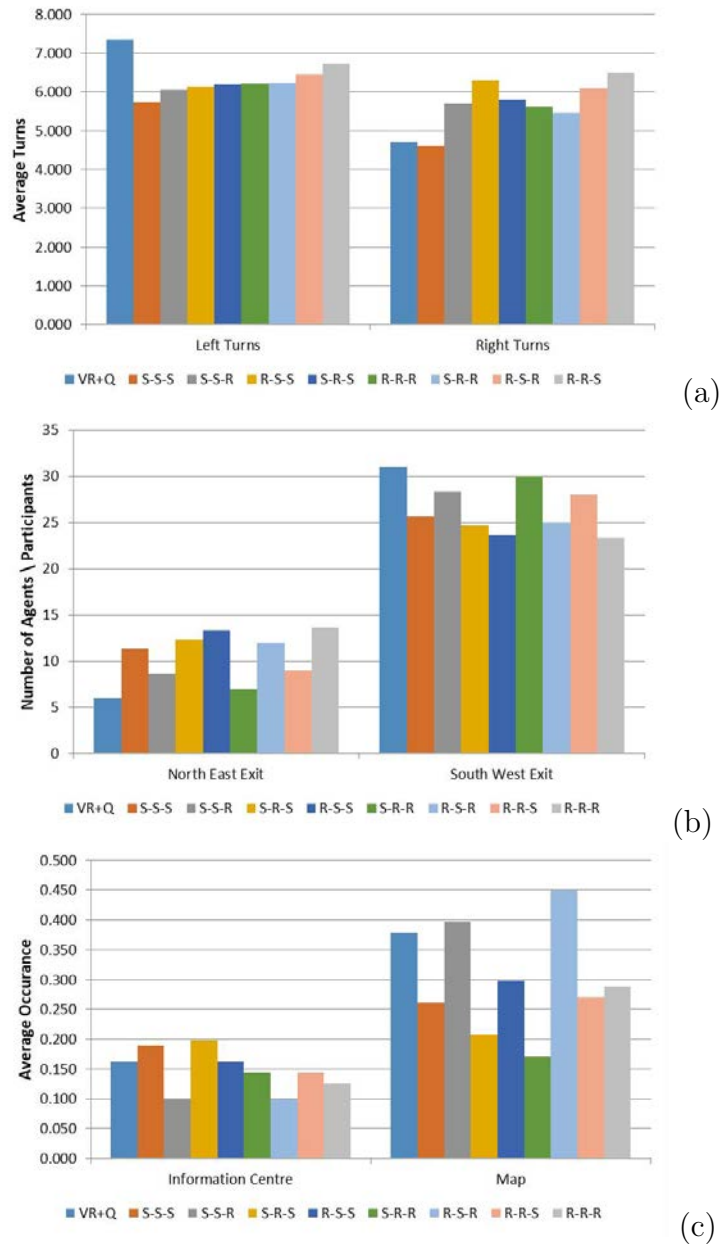 8.000
7.000
6.000
5.000
4.000
3.000
2.000
1.000
0.000
Average Turns
Left Turns Right Turns
VR+Q S-S-S S-S-R R-S-S S-R-S R-R-R S-R-R R-S-R R-R-S
(a)
35
30
25
20
15
10
5
0
Number of Agents \ Participants
North East Exit South West Exit
VR+Q S-S-S S-S-R S-R-S R-S-S S-R-R R-S-R R-R-S R-R-R
(b)
0.500
0.450
0.400
0.350
0.300
0.250
0.200
0.150
0.100
0.050
0.000
Average Occurance
Information Centre Map
VR+Q S-S-S S-S-R S-R-S R-S-S S-R-R R-S-R R-R-S R-R-R
(c)